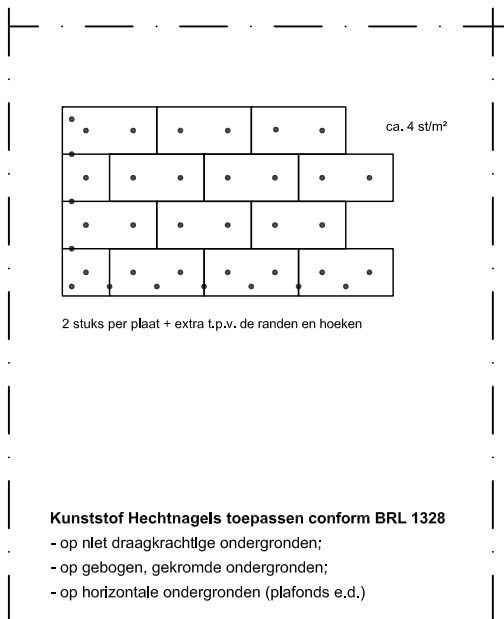 ca. 4 st/m²
2 stuks per plaat + extra t.p.v. de randen en hoeken
Kunststof Hechtnagels toepassen conform BRL 1328
- op niet draagkrachtige ondergronden;
- op gebogen, gekromde ondergronden;
- op horizontale ondergronden (plafonds e.d.)